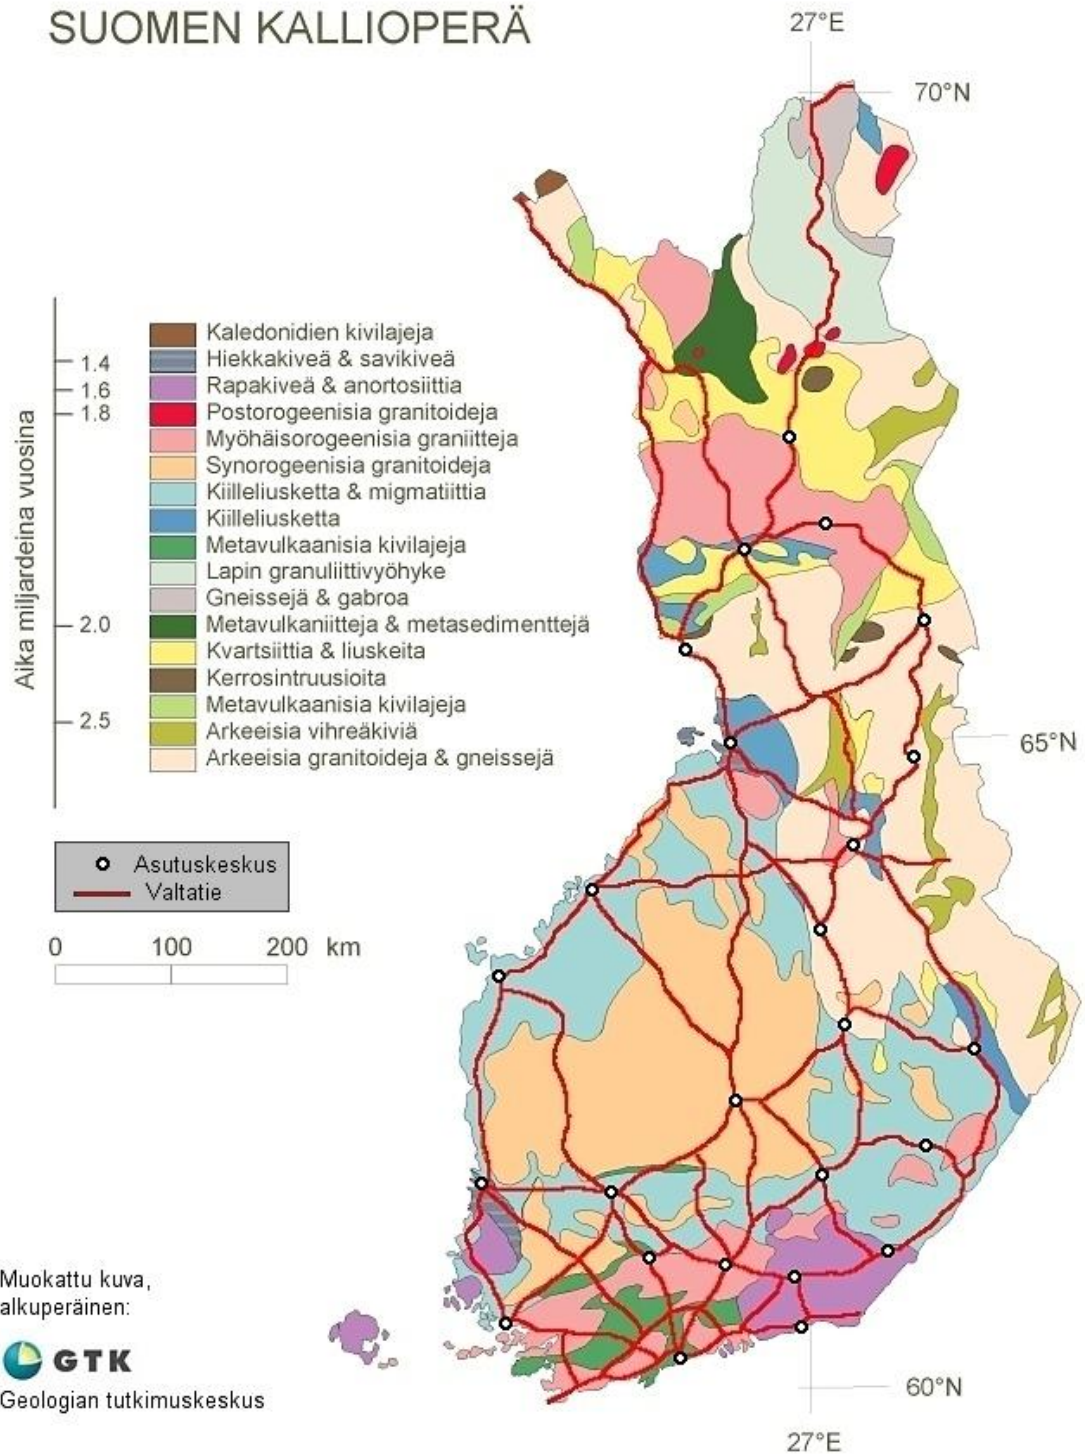 SUOMEN KALLIOPERÄ
27°E
70°N
Kaledonidien kivilajeja
Hiekkakiveä & savikiveä
Rapakiveä & anortosiittia
Postorogeenisia granitoideja
Myöhäisorogeenisia graniitteja
Synorogeenisia granitoideja
Kiilleliusketta & migmatiittia
Kiilleliusketta
Metavulkaanisia kivilajeja
Lapin granuliittivyöhyke
Gneissejä & gabroa
Metavulkaniitteja & metasedimenttejä
Kvartsiittia & liuskeita
Kerrosintruusioita
Metavulkaanisia kivilajeja
Arkeeisia vihreäkiviä
Arkeeisia granitoideja & gneissejä
Aika miljardeina vuosina
1.4
1.6
1.8
2.0
2.5
65°N
Asutuskeskus
Valtatie
0 100 200 km
Muokattu kuva,
alkuperäinen:
GTK
Geologian tutkimuskeskus
60°N
27°E